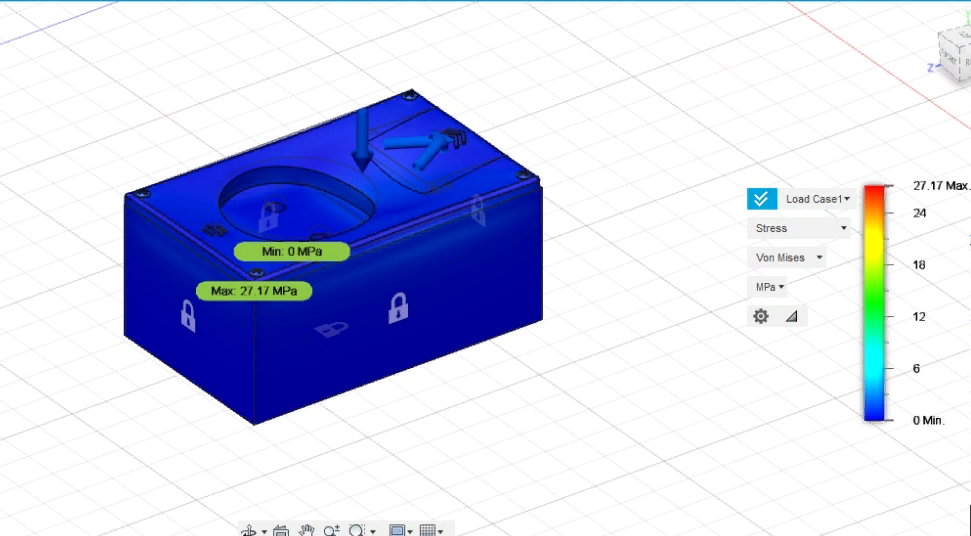 Min: 0 MPa
Max: 27.17 MPa
Load Case1
Stress
Von Mises
MPa
27.17 Max.
24
18
12
6
0 Min.
Z